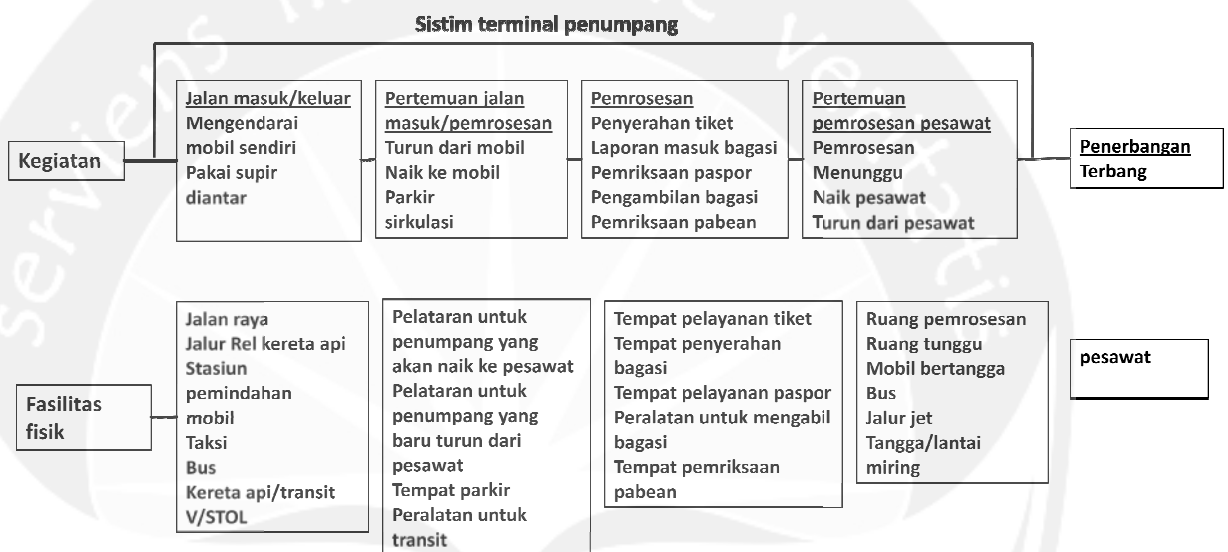 Sistim terminal penumpang
Kegiatan
Jalan masuk/keluar
Mengendarai
mobil sendiri
Pakai supir
diantar
Pertemuan jalan
masuk/pemrosesan
Turun dari mobil
Naik ke mobil
Parkir
sirkulasi
Pemrosesan
Penyerahan tiket
Laporan masuk bagasi
Pemriksaan paspor
Pengambilan bagasi
Pemriksaan pabean
Pertemuan
pemrosesan pesawat
Pemrosesan
Menunggu
Naik pesawat
Turun dari pesawat
Penerbangan
Terbang
Fasilitas
fisik
Jalan raya
Jalur Rel kereta api
Stasiun
pemindahan
mobil
Taksi
Bus
Kereta api/transit
V/STOL
Pelataran untuk
penumpang yang
akan naik ke pesawat
Pelataran untuk
penumpang yang
baru turun dari
pesawat
Tempat parkir
Peralatan untuk
transit
Tempat pelayanan tiket
Tempat penyerahan
bagasi
Tempat pelayanan paspor
Peralatan untuk mengabil
bagasi
Tempat pemriksaan
pabean
Ruang pemrosesan
Ruang tunggu
Mobil bertangga
Bus
Jalur jet
Tangga/lantai
miring
pesawat